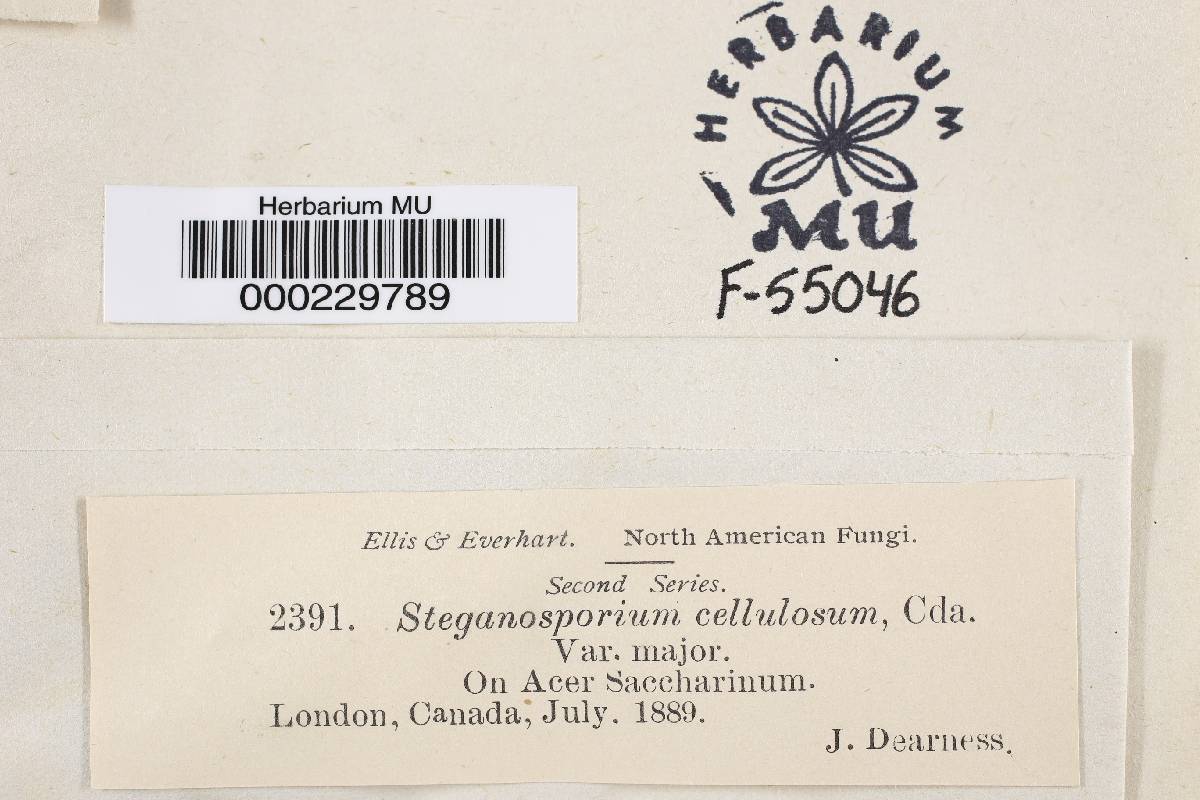 HERBARIUM
MU
F-55046
Herbarium MU
000229789
Ellis & Everhart. North American Fungi.
Second Series.
2391. Steganosporium cellulosum, Cda.
Var. major.
On Acer Saccharinum.
London, Canada, July. 1889.
J. Dearness.